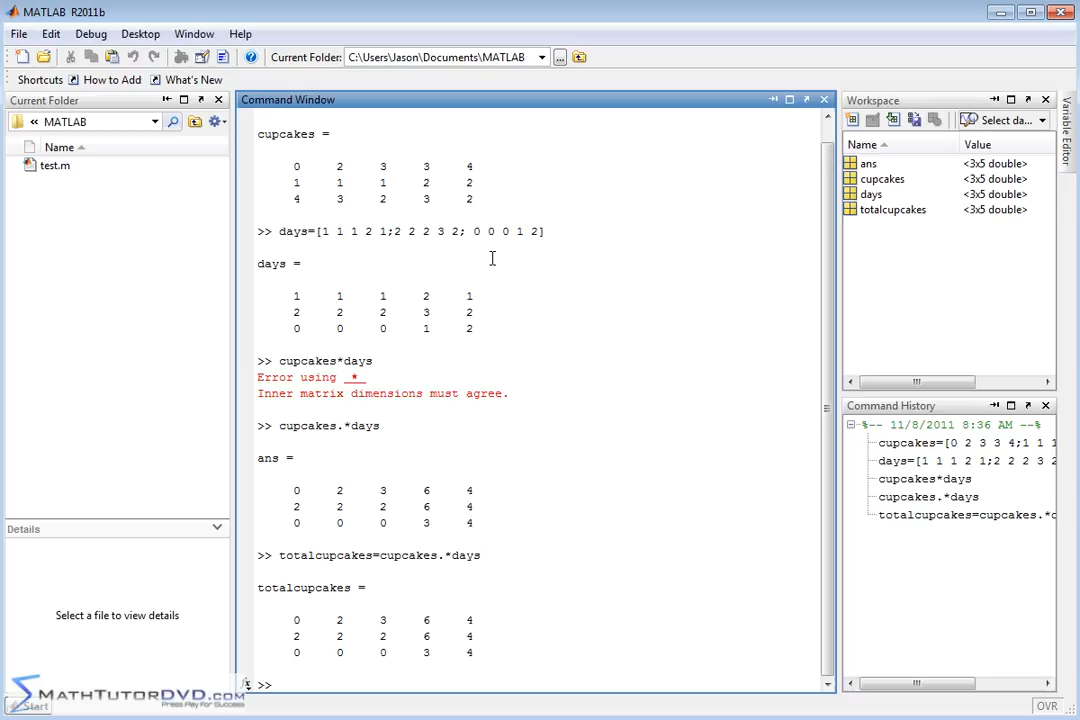 MATLAB R2011b
File Edit Debug Desktop Window Help
Current Folder: C:\Users\Jason\Documents\MATLAB ...
Shortcuts How to Add What's New
Current Folder
« MATLAB
Name
test.m
Details
Select a file to view details
Start
MATHTUTORDVD.COM
Press Play For Success
Command Window
cupcakes =
0 2 3 3 4
1 1 1 2 2
4 3 2 3 2
>> days=[1 1 1 2 1;2 2 2 3 2; 0 0 0 1 2]
days =
1 1 1 2 1
2 2 2 3 2
0 0 0 1 2
>> cupcakes*days
Error using *
Inner matrix dimensions must agree.
>> cupcakes.*days
ans =
0 2 3 6 4
2 2 2 6 4
0 0 0 3 4
>> totalcupcakes=cupcakes.*days
totalcupcakes =
0 2 3 6 4
2 2 2 6 4
0 0 0 3 4
fx >>
Workspace
Select da...
Name Value
ans <3x5 double>
cupcakes <3x5 double>
days <3x5 double>
totalcupcakes <3x5 double>
Variable Editor
Command History
%-- 11/8/2011 8:36 AM --%
cupcakes=[0 2 3 3 4;1 1 1
days=[1 1 1 2 1;2 2 2 3 2
cupcakes*days
cupcakes.*days
totalcupcakes=cupcakes.*
OVR